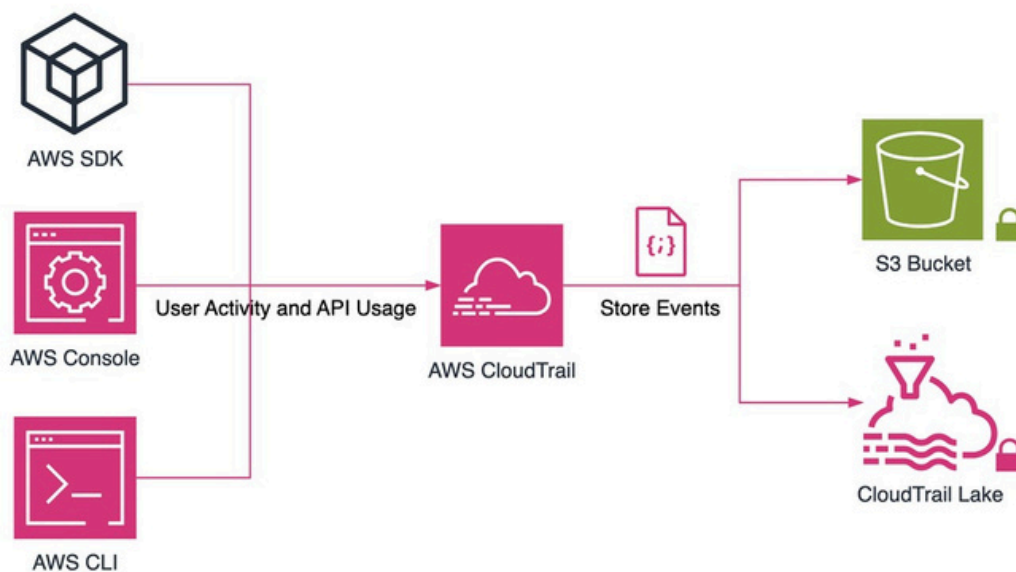 AWS SDK
AWS Console
AWS CLI
User Activity and API Usage
AWS CloudTrail
{;}
Store Events
S3 Bucket
CloudTrail Lake